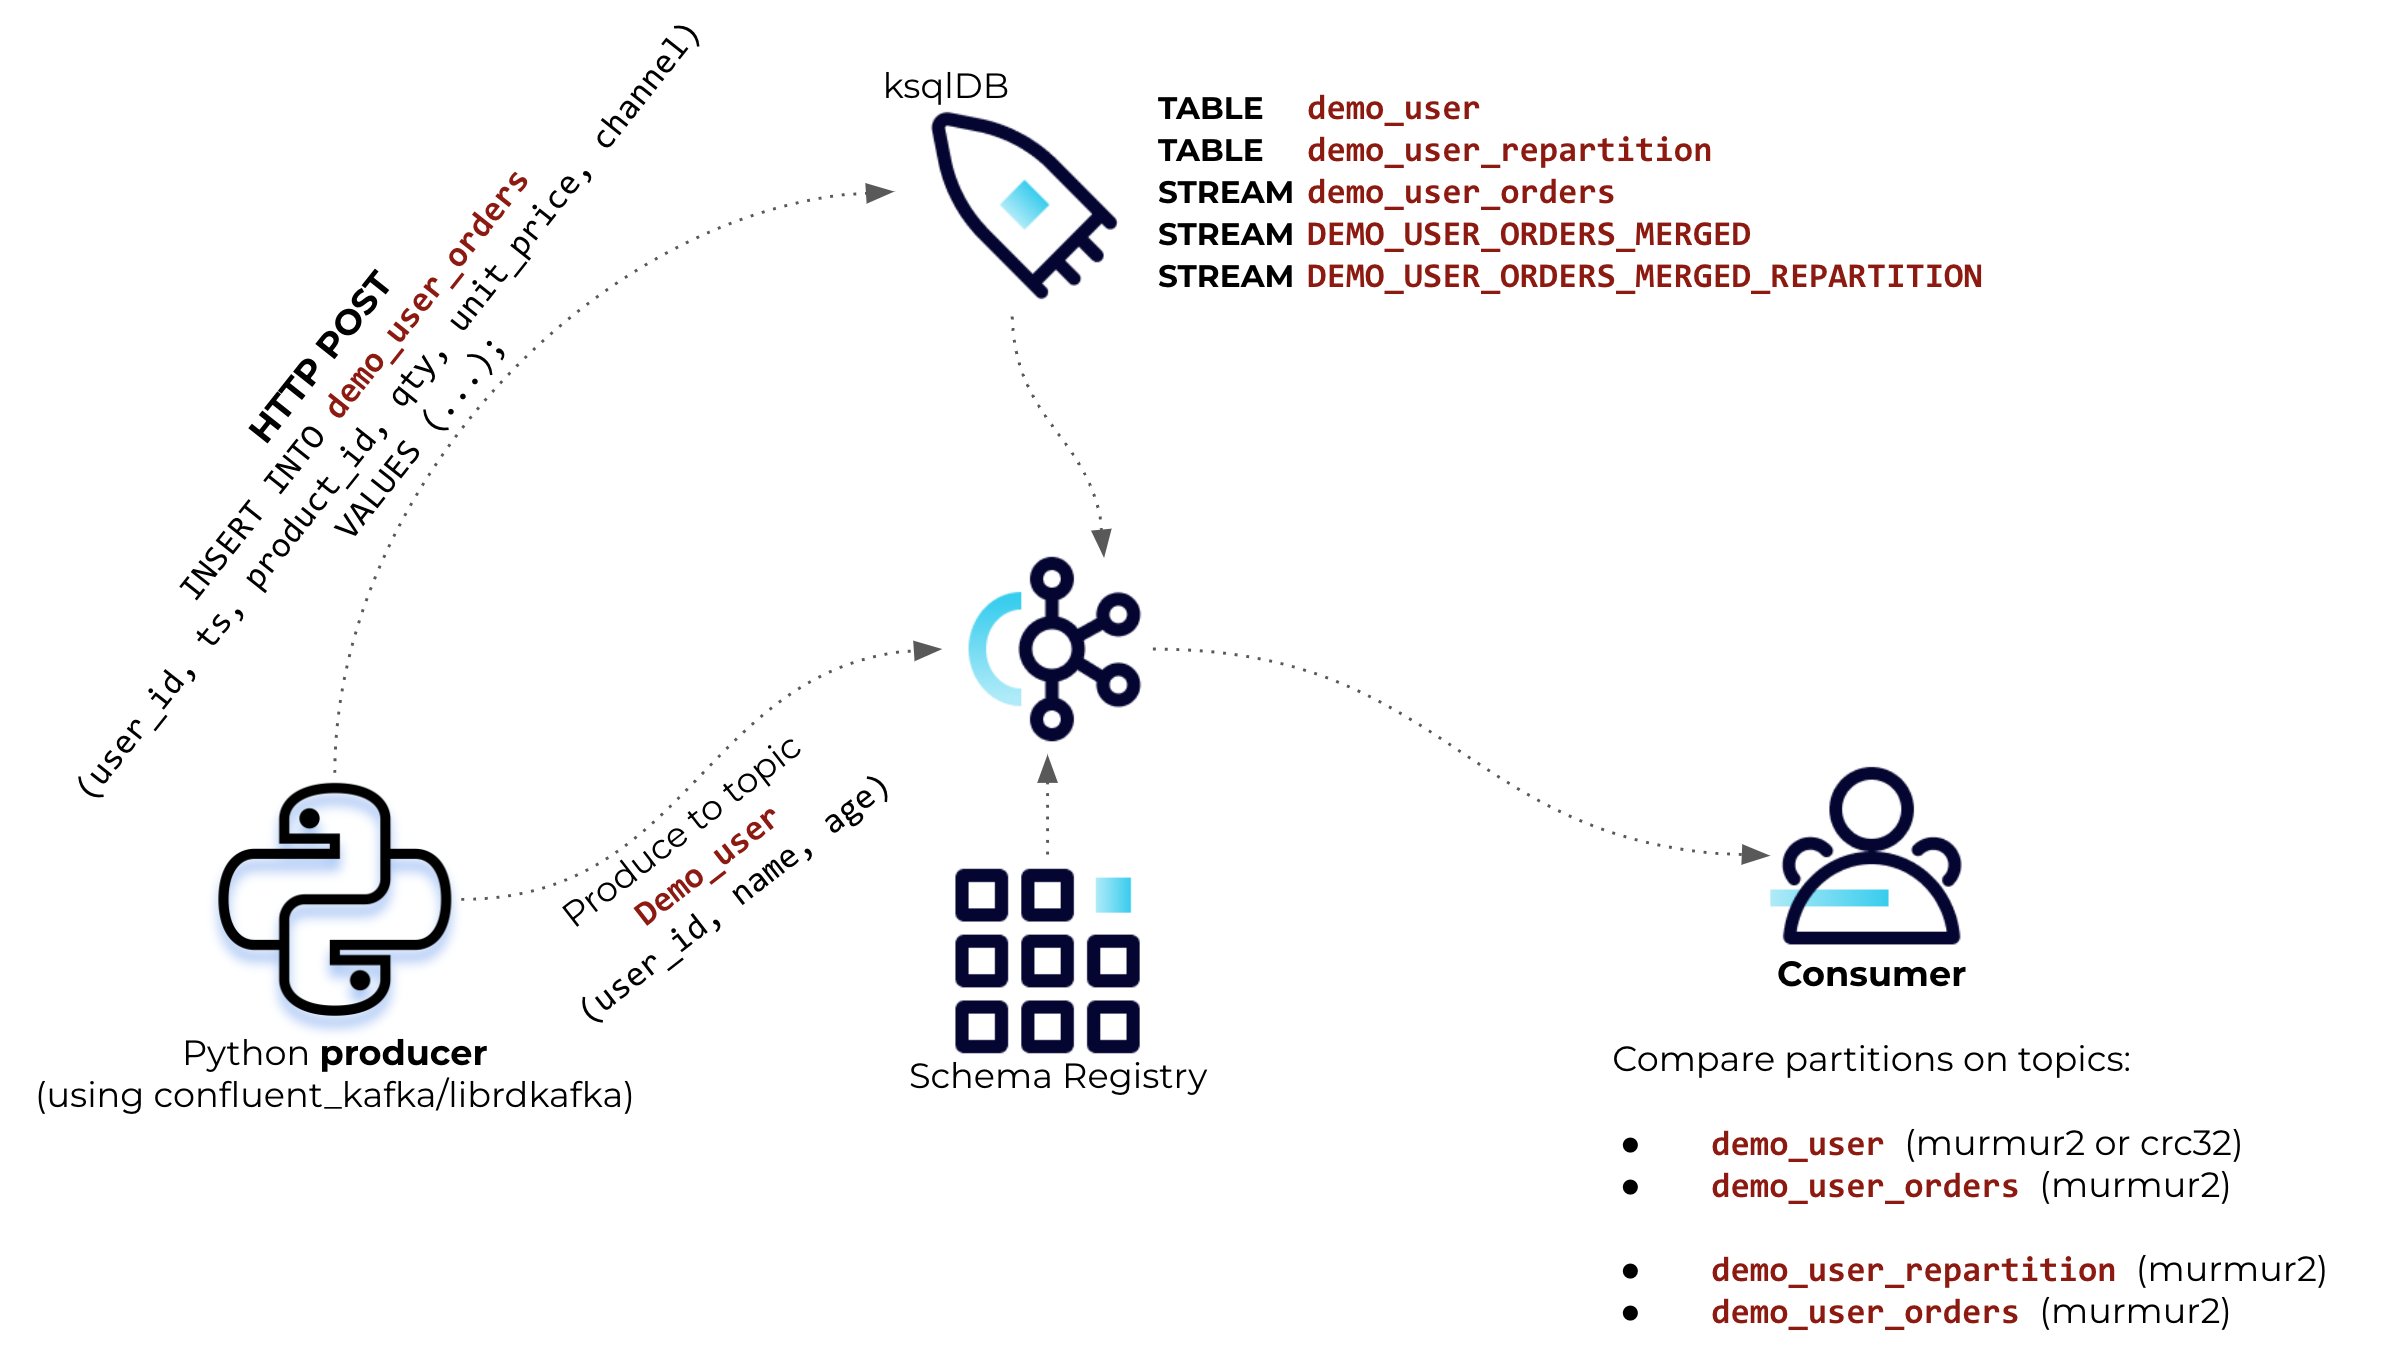 HTTP POST
INSERT INTO demo_user_orders
(user_id, ts, product_id, qty, unit_price, channel)
VALUES (...);
ksqlDB
TABLE demo_user
TABLE demo_user_repartition
STREAM demo_user_orders
STREAM DEMO_USER_ORDERS_MERGED
STREAM DEMO_USER_ORDERS_MERGED_REPARTITION
Produce to topic
Demo_user
(user_id, name, age)
Python producer
(using confluent_kafka/librdkafka)
Schema Registry
Consumer
Compare partitions on topics:
● demo_user (murmur2 or crc32)
● demo_user_orders (murmur2)
● demo_user_repartition (murmur2)
● demo_user_orders (murmur2)